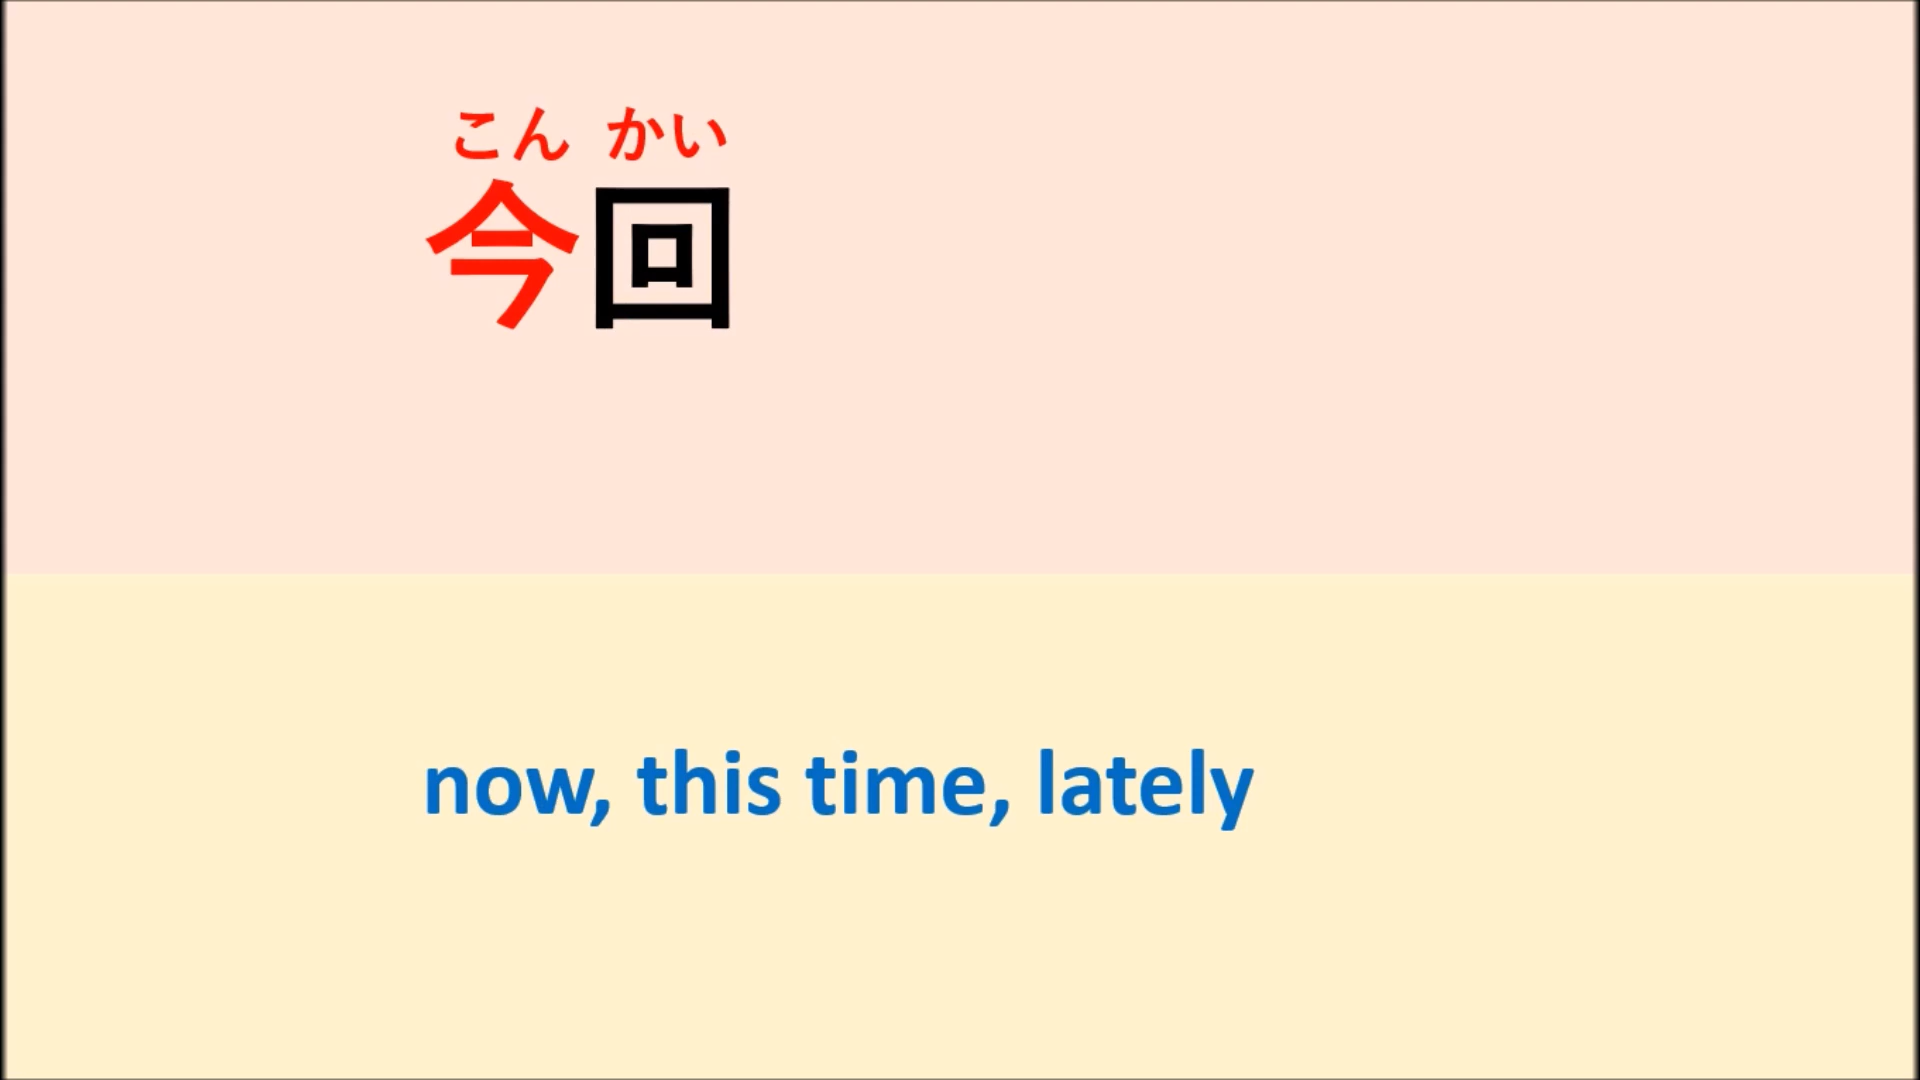 こん かい
今回
now, this time, lately